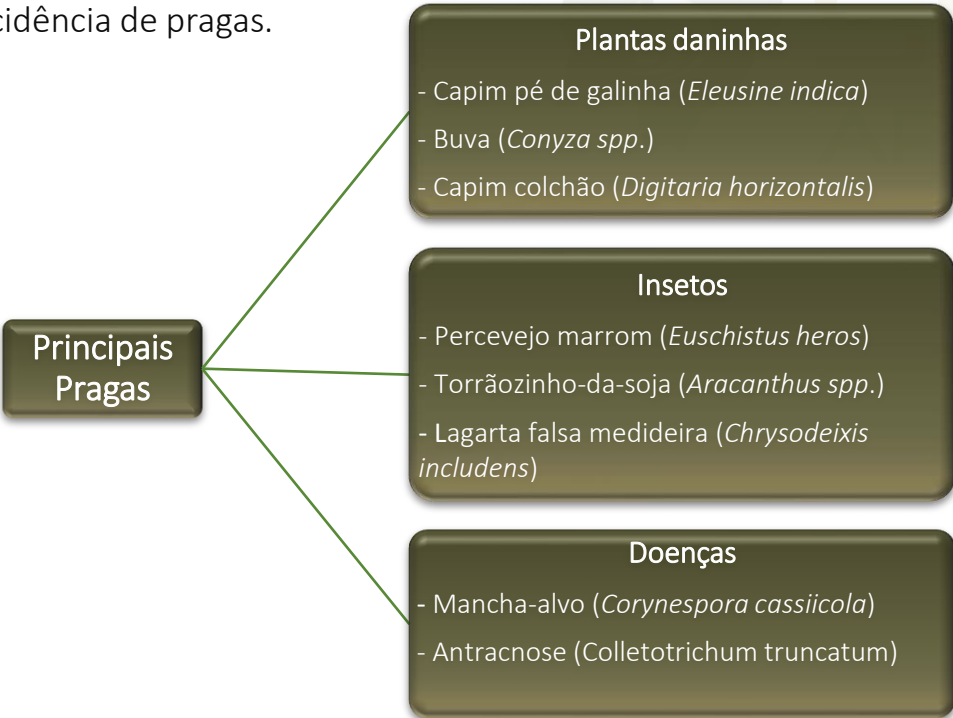 cidência de pragas.
Principais
Pragas
Plantas daninhas
- Capim pé de galinha (Eleusine indica)
- Buva (Conyza spp.)
- Capim colchão (Digitaria horizontalis)
Insetos
- Percevejo marrom (Euschistus heros)
- Torrãozinho-da-soja (Aracanthus spp.)
- Lagarta falsa medideira (Chrysodeixis
includens)
Doenças
- Mancha-alvo (Corynespora cassiicola)
- Antracnose (Colletotrichum truncatum)